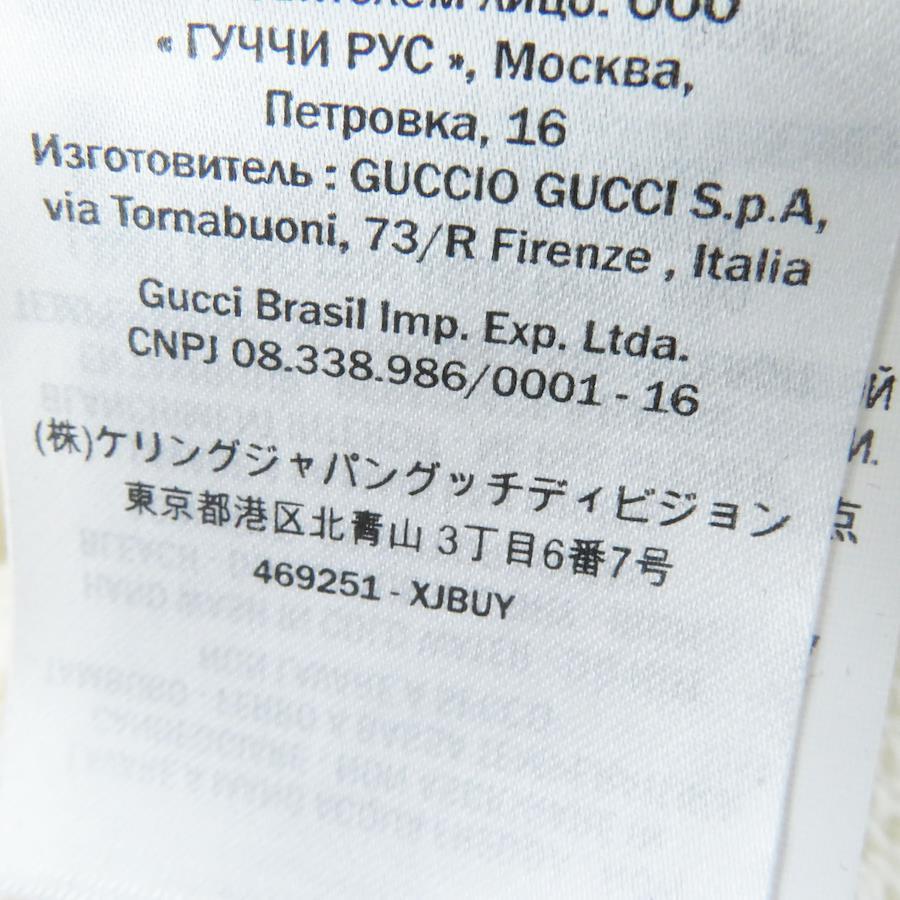 лицо: ООО
« ГУЧЧИ РУС », Москва,
Петровка, 16
Изготовитель : GUCCIO GUCCI S.p.A,
via Tornabuoni, 73/R Firenze , Italia
Gucci Brasil Imp. Exp. Ltda.
CNPJ 08.338.986/0001 - 16
(株)ケリングジャパングッチディビジョン
東京都港区北青山 3丁目6番7号
469251 - XJBUY